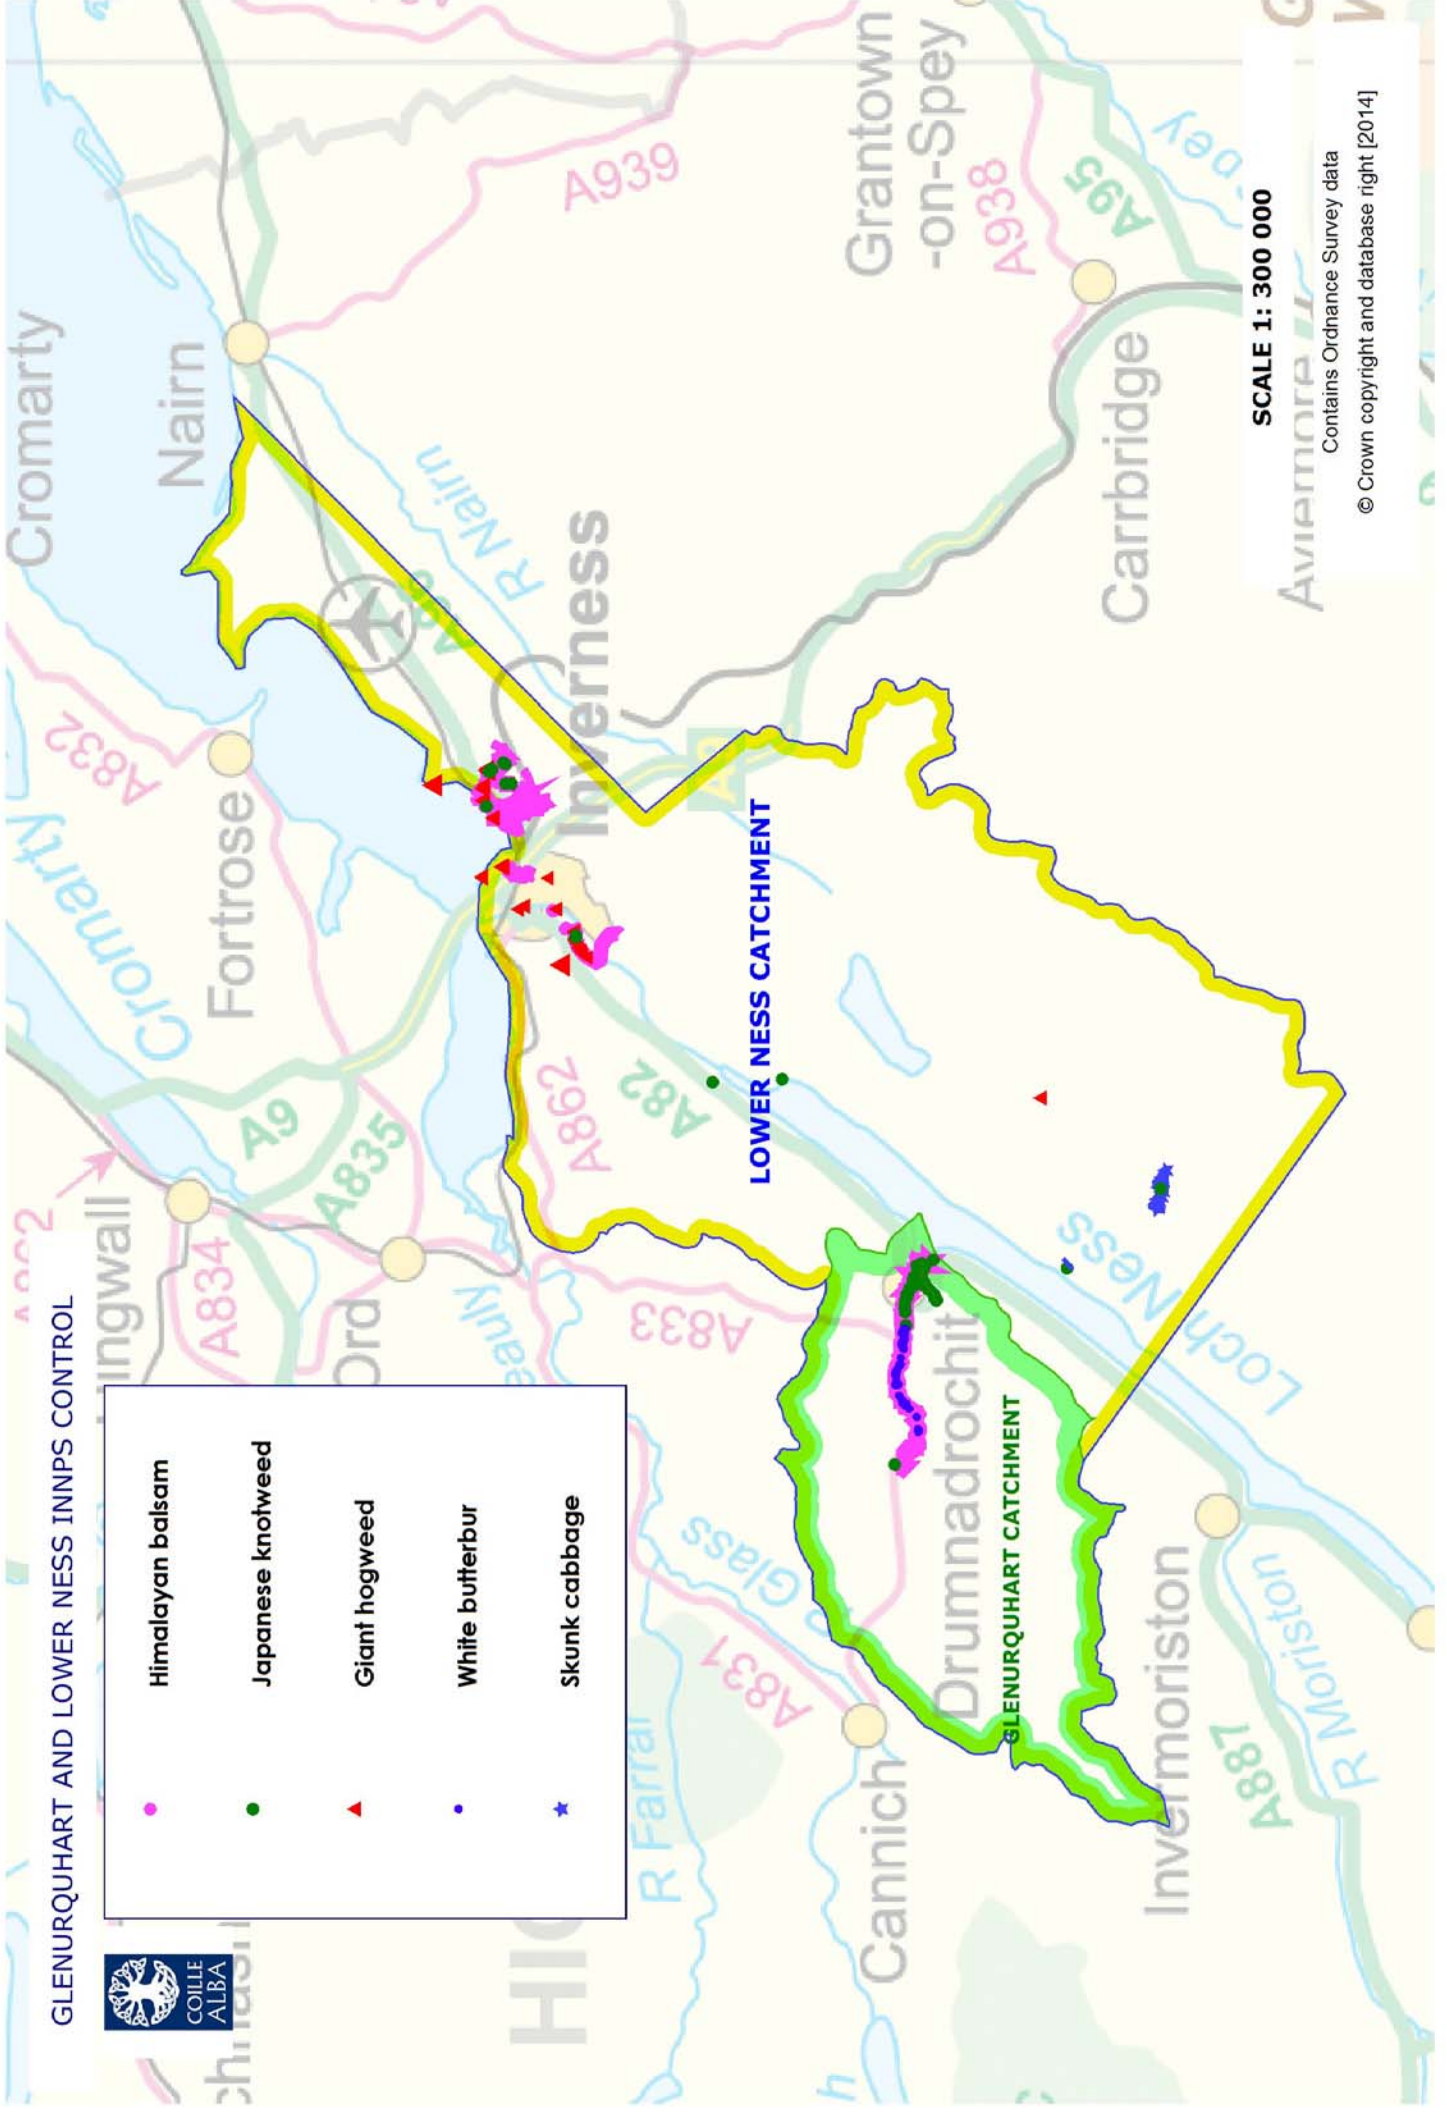 GLENURQUHART AND LOWER NESS INNPS CONTROL
COILLE
ALBA
Himalayan balsam
Japanese knotweed
Giant hogweed
White butterbur
Skunk cabbage
Cromarty
Nairn
A939
Grantown
-on-Spey
A938
A95
A832
Fortrose
Cromarty
R Nairn
Inverness
A9
A835
A834
A862
A82
A833
A9
LOWER NESS CATCHMENT
Carrbridge
Aviemore
Loch Ness
Drumnadrochit
GLENURQUHART CATCHMENT
Glass
A831
R Farrar
Cannich
Invermoriston
A887
R Moriston
SCALE 1: 300 000
Contains Ordnance Survey data
© Crown copyright and database right [2014]